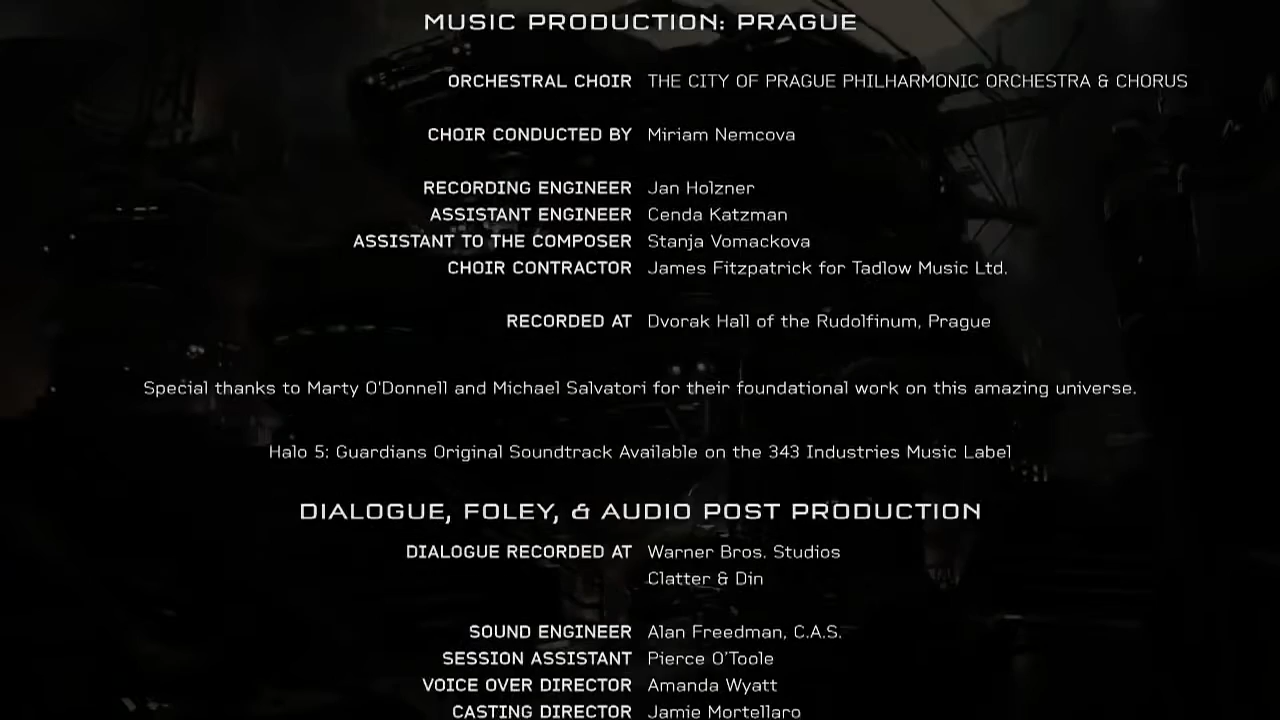 MUSIC PRODUCTION: PRAGUE
ORCHESTRAL CHOIR THE CITY OF PRAGUE PHILHARMONIC ORCHESTRA & CHORUS
CHOIR CONDUCTED BY Miriam Nemcova
RECORDING ENGINEER Jan Holzner
ASSISTANT ENGINEER Cenda Katzman
ASSISTANT TO THE COMPOSER Stanja Vomackova
CHOIR CONTRACTOR James Fitzpatrick for Tadlow Music Ltd.
RECORDED AT Dvorak Hall of the Rudolfinum, Prague
Special thanks to Marty O'Donnell and Michael Salvatori for their foundational work on this amazing universe.
Halo 5: Guardians Original Soundtrack Available on the 343 Industries Music Label
DIALOGUE, FOLEY, & AUDIO POST PRODUCTION
DIALOGUE RECORDED AT Warner Bros. Studios
Clatter & Din
SOUND ENGINEER Alan Freedman, C.A.S.
SESSION ASSISTANT Pierce O'Toole
VOICE OVER DIRECTOR Amanda Wyatt
CASTING DIRECTOR Jamie Mortellaro